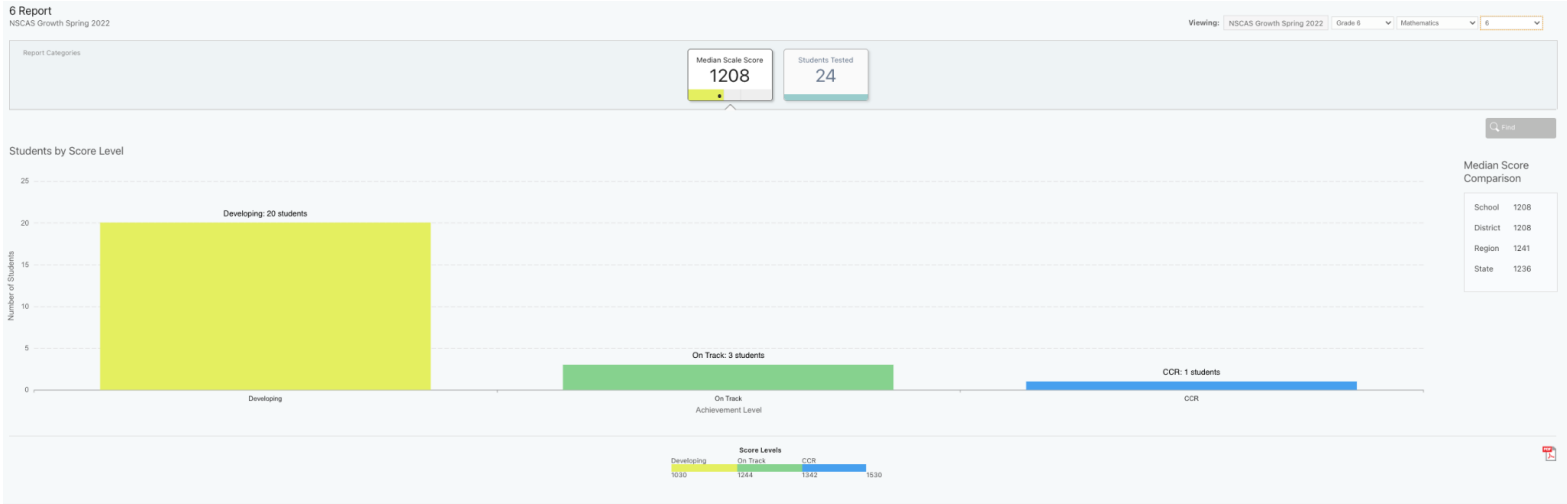 6 Report
NSCAS Growth Spring 2022
Viewing: NSCAS Growth Spring 2022 Grade 6 Mathematics 6
Report Categories
Median Scale Score
1208
Students Tested
24
Find
Students by Score Level
Median Score
Comparison
School 1208
District 1208
Region 1241
State 1236
25
20
15
10
5
0
Number of Students
Developing: 20 students
On Track: 3 students
CCR: 1 students
Developing On Track CCR
Achievement Level
Score Levels
Developing On Track CCR
1030 1244 1342 1530
PDF